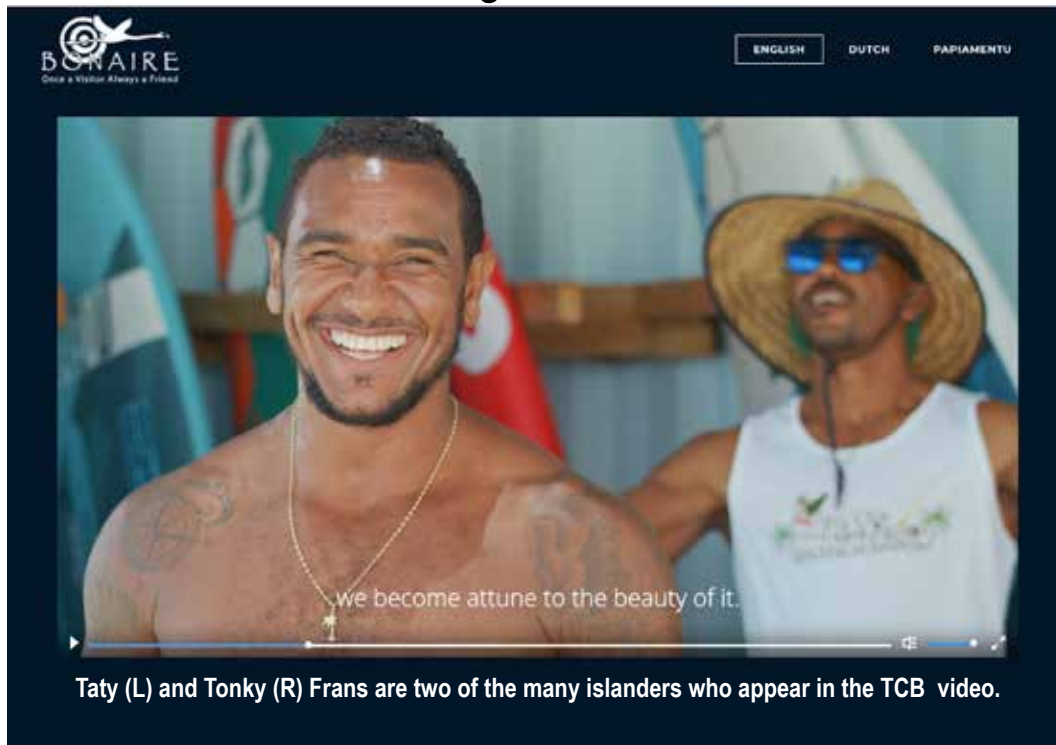 BONAIRE
Once a Visitor Always a Friend
ENGLISH DUTCH PAPIAMENTU
we become attune to the beauty of it.
Taty (L) and Tonky (R) Frans are two of the many islanders who appear in the TCB video.